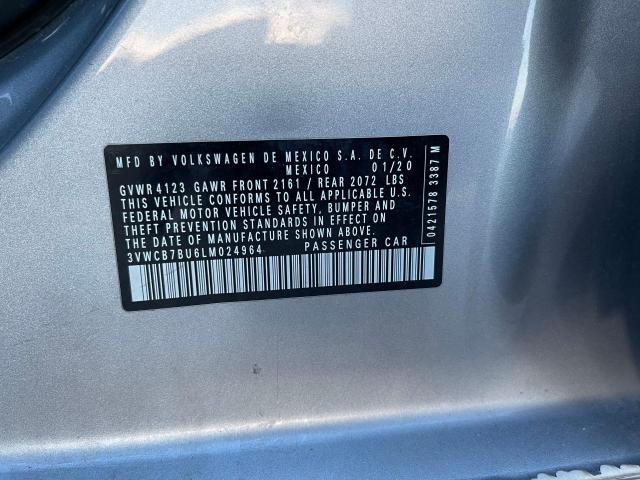 MFD BY VOLKSWAGEN DE MEXICO S.A. DE C.V.
MEXICO 01/20
GVWR 4123 GAWR FRONT 2161 / REAR 2072 LBS
THIS VEHICLE CONFORMS TO ALL APPLICABLE U.S.
FEDERAL MOTOR VEHICLE SAFETY, BUMPER AND
THEFT PREVENTION STANDARDS IN EFFECT ON
THE DATE OF MANUFACTURE SHOWN ABOVE
3VWCB7BU6LM024964 PASSENGER CAR
0421578 3387 M